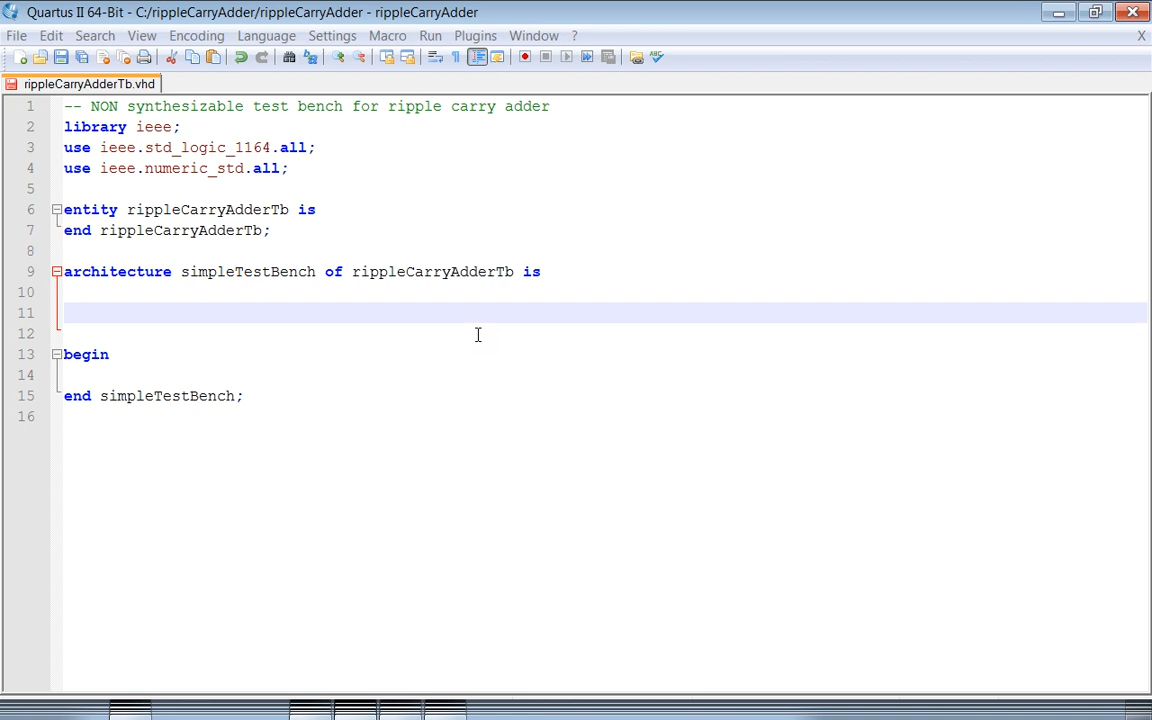 Quartus II 64-Bit - C:/rippleCarryAdder/rippleCarryAdder - rippleCarryAdder
File Edit Search View Encoding Language Settings Macro Run Plugins Window ? X
rippleCarryAdderTb.vhd
1 -- NON synthesizable test bench for ripple carry adder
2 library ieee;
3 use ieee.std_logic_1164.all;
4 use ieee.numeric_std.all;
5
6 entity rippleCarryAdderTb is
7 end rippleCarryAdderTb;
8
9 architecture simpleTestBench of rippleCarryAdderTb is
10
11
12
13 begin
14
15 end simpleTestBench;
16